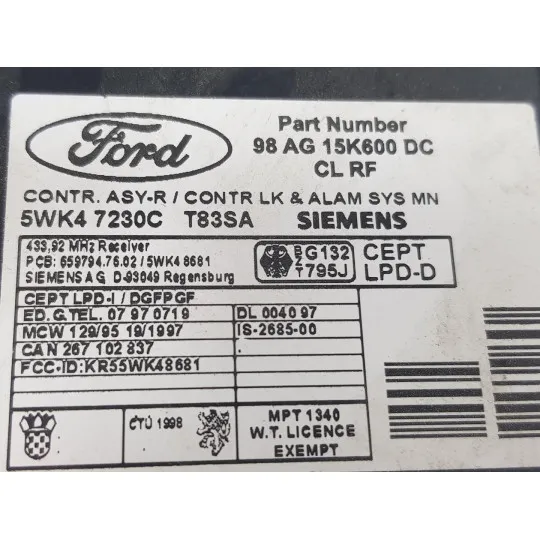 Ford
Part Number
98 AG 15K600 DC
CL RF
CONTR. ASY-R / CONTR LK & ALAM SYS MN
5WK4 7230C T83SA SIEMENS
433,92 MHz Receiver
PCB: 659794.76.02 / 5WK4 8681
SIEMENS AG D-93049 Regensburg
BZT
G132
795J
CEPT
LPD-D
CEPT LPD-I / DGFPGF
ED.G.TEL. 07 97 0719
DL 0040 97
MCW 129/95 19/1997
IS-2685-00
CAN 267 102 837
FCC-ID:KR55WK48681
ČTÚ 1998
MPT 1340
W.T. LICENCE
EXEMPT